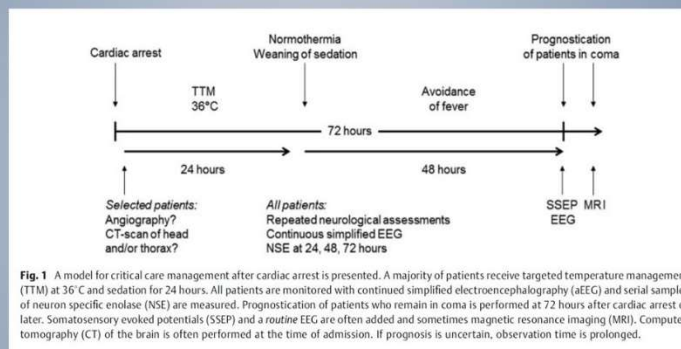 Cardiac arrest
Normothermia
Weaning of sedation
Prognostication
of patients in coma
TTM
36°C
Avoidance
of fever
72 hours
24 hours
48 hours
Selected patients:
Angiography?
CT-scan of head
and/or thorax?
All patients:
Repeated neurological assessments
Continuous simplified EEG
NSE at 24, 48, 72 hours
SSEP
EEG
MRI
Fig. 1 A model for critical care management after cardiac arrest is presented. A majority of patients receive targeted temperature
(TTM) at 36°C and sedation for 24 hours. All patients are monitored with continued simplified electroencephalography (aEEG) and serial
of neuron specific enolase (NSE) are measured. Prognostication of patients who remain in coma is performed at 72 hours after cardiac arrest
later. Somatosensory evoked potentials (SSEP) and a routine EEG are often added and sometimes magnetic resonance imaging (MRI).
tomography (CT) of the brain is often performed at the time of admission. If prognosis is uncertain, observation time is prolonged.